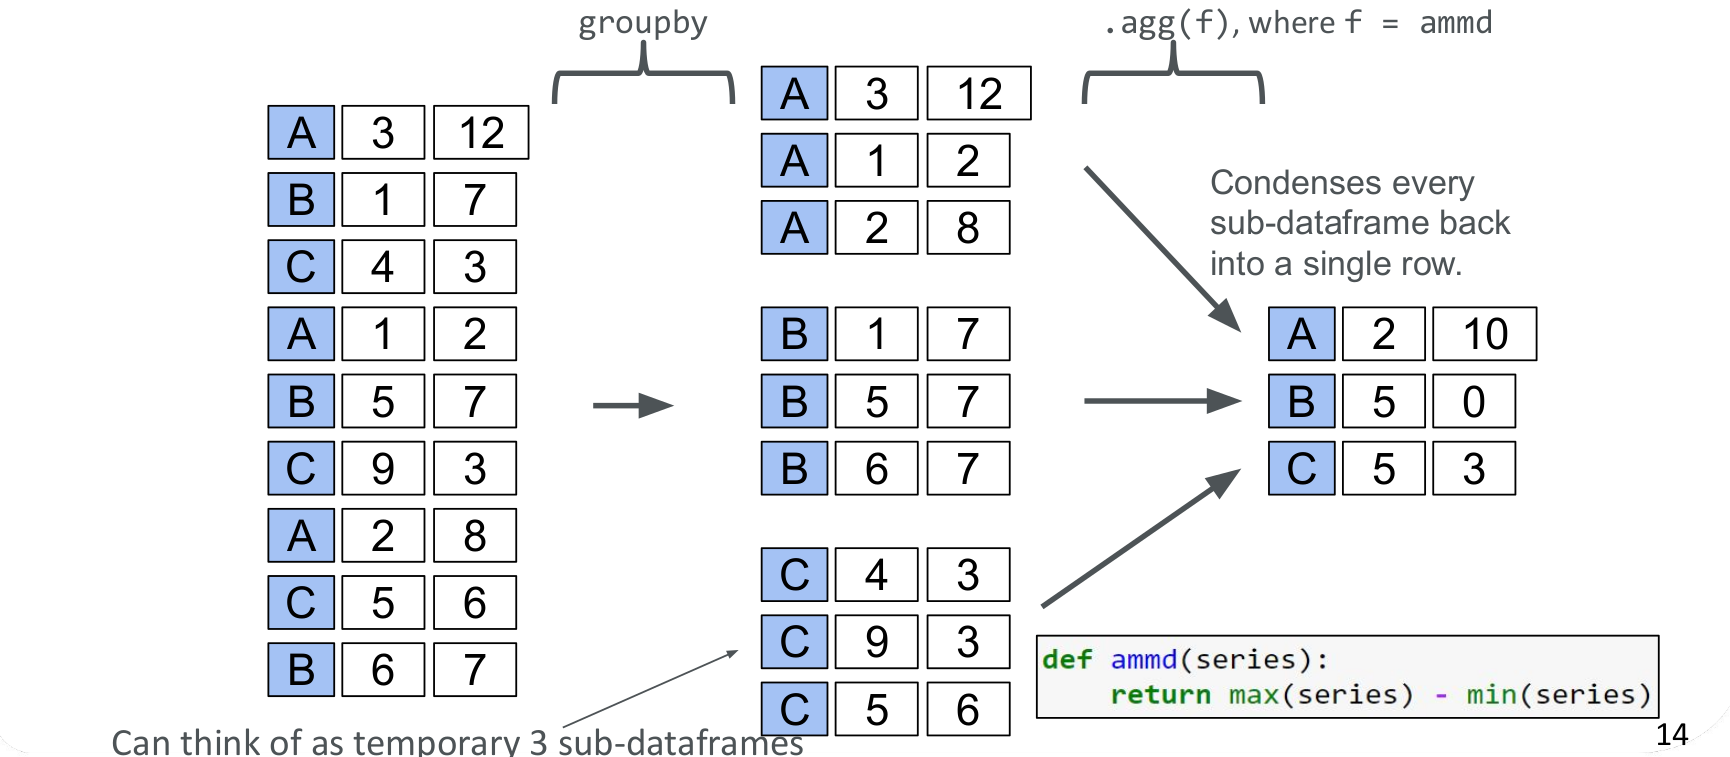 groupby
.agg(f), where f = ammd
A 3 12
B 1 7
C 4 3
A 1 2
B 5 7
C 9 3
A 2 8
C 5 6
B 6 7
A 3 12
A 1 2
A 2 8
B 1 7
B 5 7
B 6 7
C 4 3
C 9 3
C 5 6
Condenses every
sub-dataframe back
into a single row.
A 2 10
B 5 0
C 5 3
def ammd(series):
    return max(series) - min(series)
Can think of as temporary 3 sub-dataframes
14